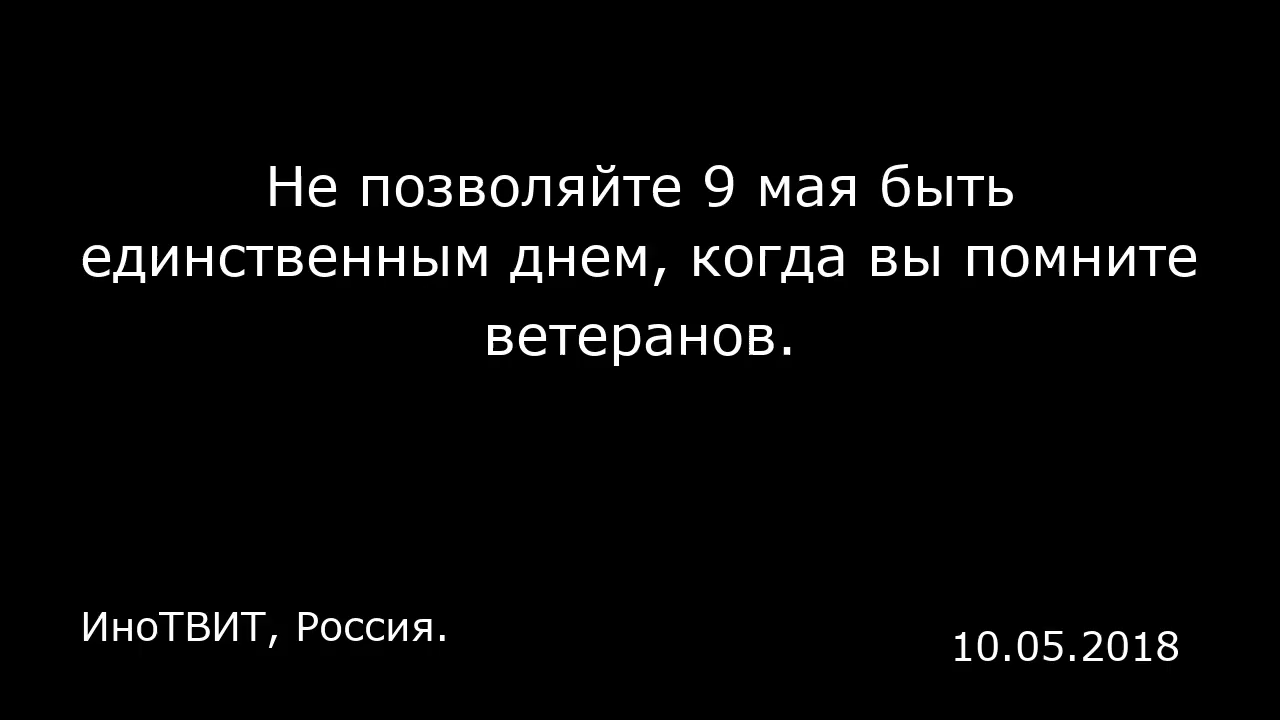 Не позволяйте 9 мая быть
единственным днем, когда вы помните
ветеранов.
ИноТВИТ, Россия.
10.05.2018